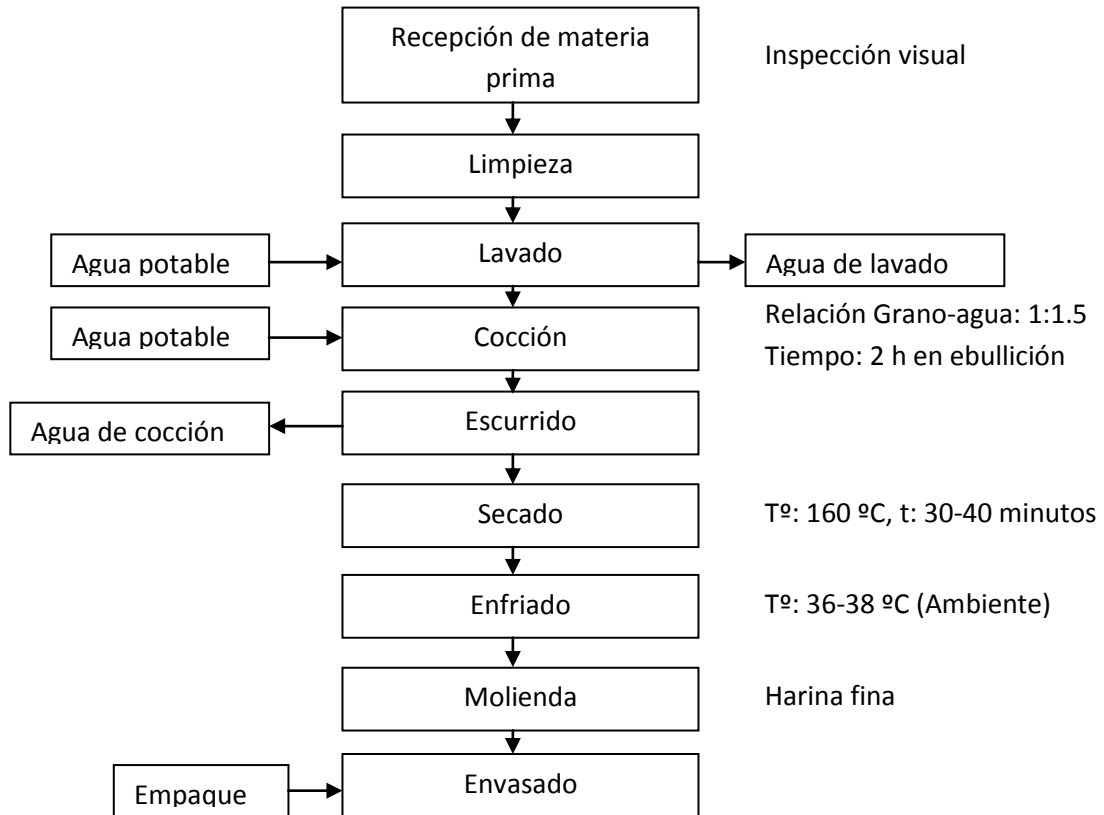 Recepción de materia
prima
Inspección visual
Limpieza
Agua potable
Lavado
Agua de lavado
Agua potable
Cocción
Relación Grano-agua: 1:1.5
Tiempo: 2 h en ebullición
Agua de cocción
Escurrido
Secado
Tº: 160 ºC, t: 30-40 minutos
Enfriado
Tº: 36-38 ºC (Ambiente)
Molienda
Harina fina
Empaque
Envasado